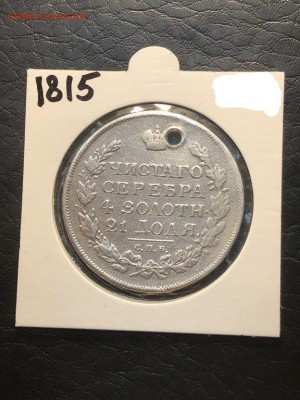 1815
ЧИСТАГО
СЕРЕБРА
4 ЗОЛОТН.
21 ДОЛЯ.
С.П.Б.